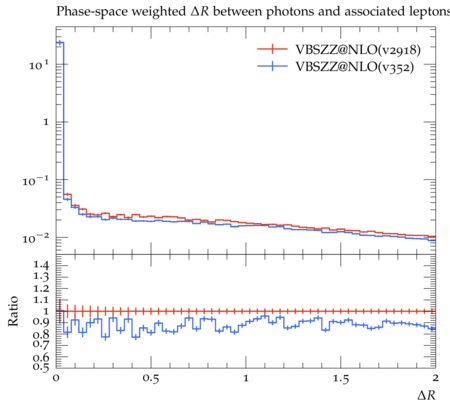 Phase-space weighted ΔR between photons and associated leptons
VBSZZ@NLO(v2918)
VBSZZ@NLO(v352)
10¹
1
10⁻¹
10⁻²
1.4
1.3
1.2
1.1
1
0.9
0.8
0.7
0.6
0.5
Ratio
0 0.5 1 1.5 2
ΔR